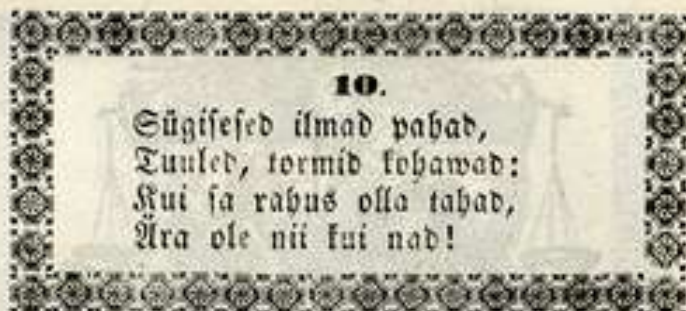 10.
Sügisesed ilmad pahad,
Tuuled, tormid kohawad:
Kui sa rahus olla tahad,
Ära ole nii kui nad!